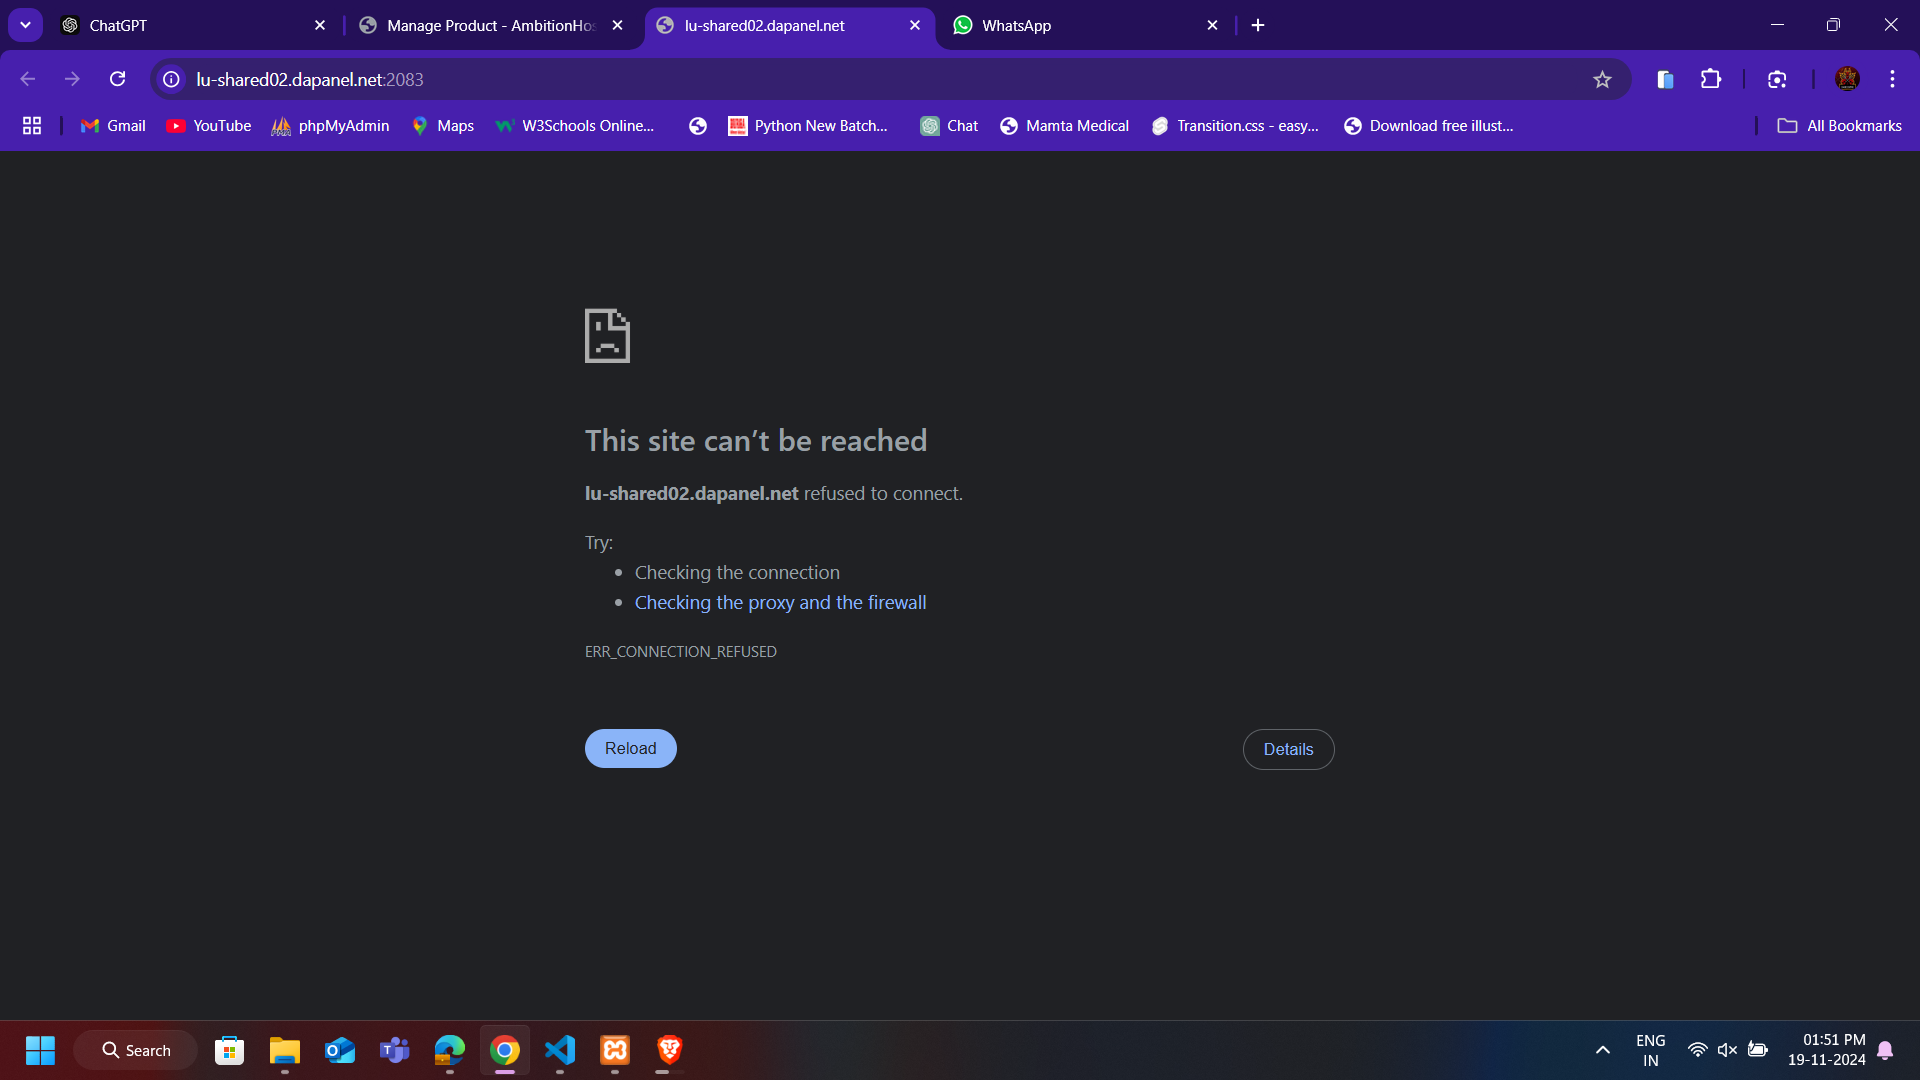 ChatGPT
Manage Product - AmbitionHos
lu-shared02.dapanel.net
WhatsApp
lu-shared02.dapanel.net:2083
Gmail
YouTube
phpMyAdmin
Maps
W3Schools Online...
Python New Batch...
Chat
Mamta Medical
Transition.css - easy...
Download free illust...
All Bookmarks
This site can’t be reached
lu-shared02.dapanel.net refused to connect.
Try:
• Checking the connection
• Checking the proxy and the firewall
ERR_CONNECTION_REFUSED
Reload
Details
Search
ENG
IN
01:51 PM
19-11-2024